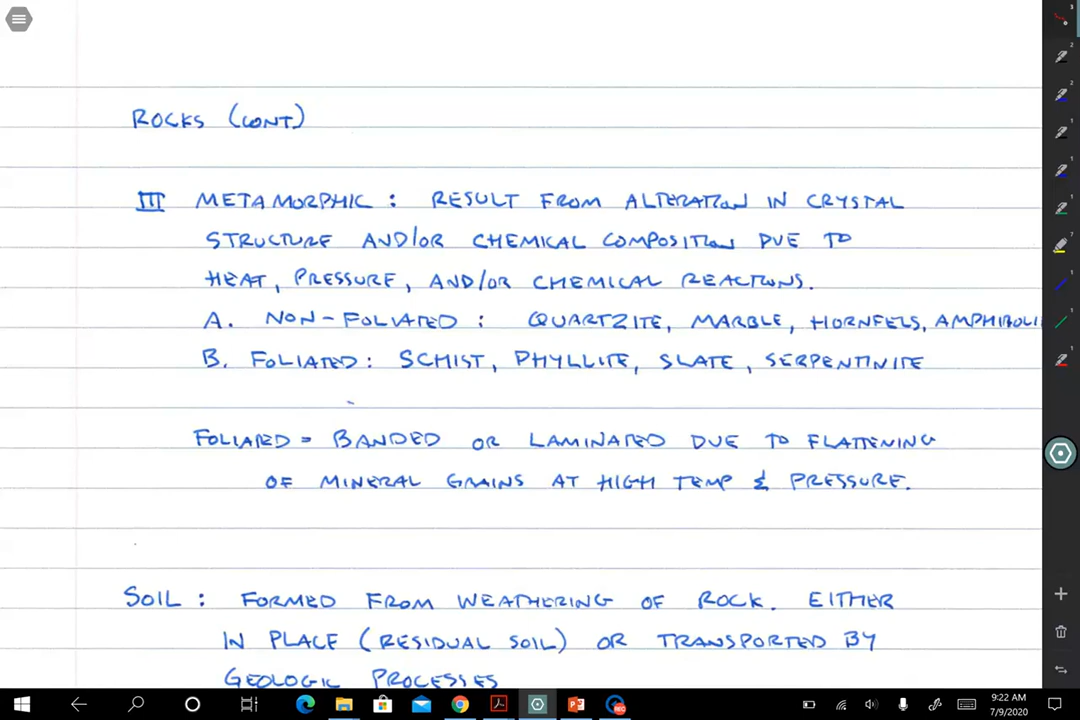 ROCKS (CONT)
III METAMORPHIC : RESULT FROM ALTERATION IN CRYSTAL
STRUCTURE AND/OR CHEMICAL COMPOSITION DUE TO
HEAT, PRESSURE, AND/OR CHEMICAL REACTIONS.
A. NON-FOLIATED : QUARTZITE, MARBLE, HORNFELS, AMPHIBOLI
B. FOLIATED : SCHIST, PHYLLITE, SLATE, SERPENTINITE
FOLIATED = BANDED OR LAMINATED DUE TO FLATTENING
OF MINERAL GRAINS AT HIGH TEMP & PRESSURE.
SOIL : FORMED FROM WEATHERING OF ROCK. EITHER
IN PLACE (RESIDUAL SOIL) OR TRANSPORTED BY
GEOLOGIC PROCESSES
9:22 AM
7/9/2020